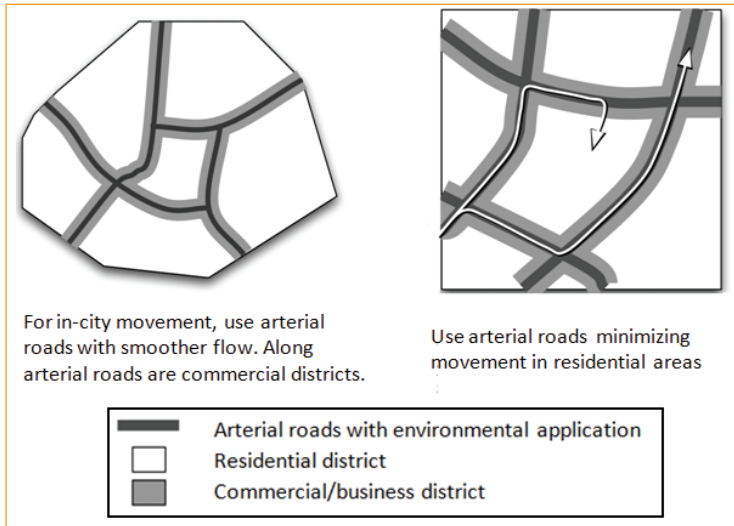 For in-city movement, use arterial
roads with smoother flow. Along
arterial roads are commercial districts.
Use arterial roads minimizing
movement in residential areas
Arterial roads with environmental application
Residential district
Commercial/business district